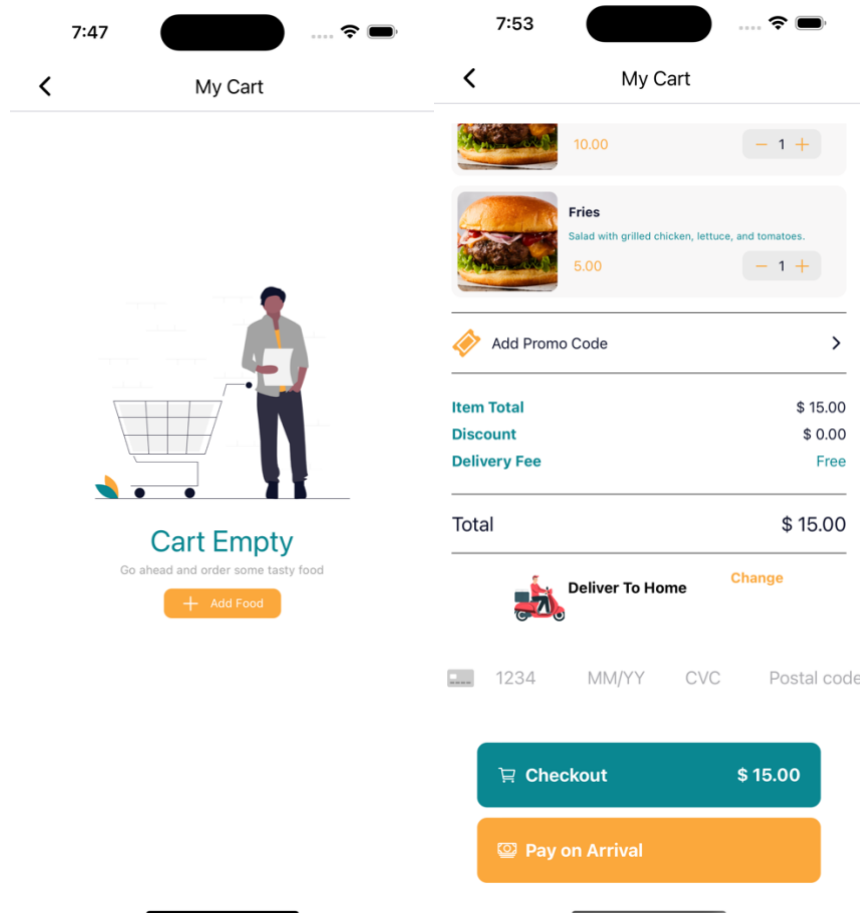 7:47
My Cart
Cart Empty
Go ahead and order some tasty food
Add Food
7:53
My Cart
10.00
− 1 +
Fries
Salad with grilled chicken, lettuce, and tomatoes.
5.00
− 1 +
Add Promo Code
Item Total $ 15.00
Discount $ 0.00
Delivery Fee Free
Total $ 15.00
Deliver To Home Change
1234 MM/YY CVC Postal code
Checkout $ 15.00
Pay on Arrival